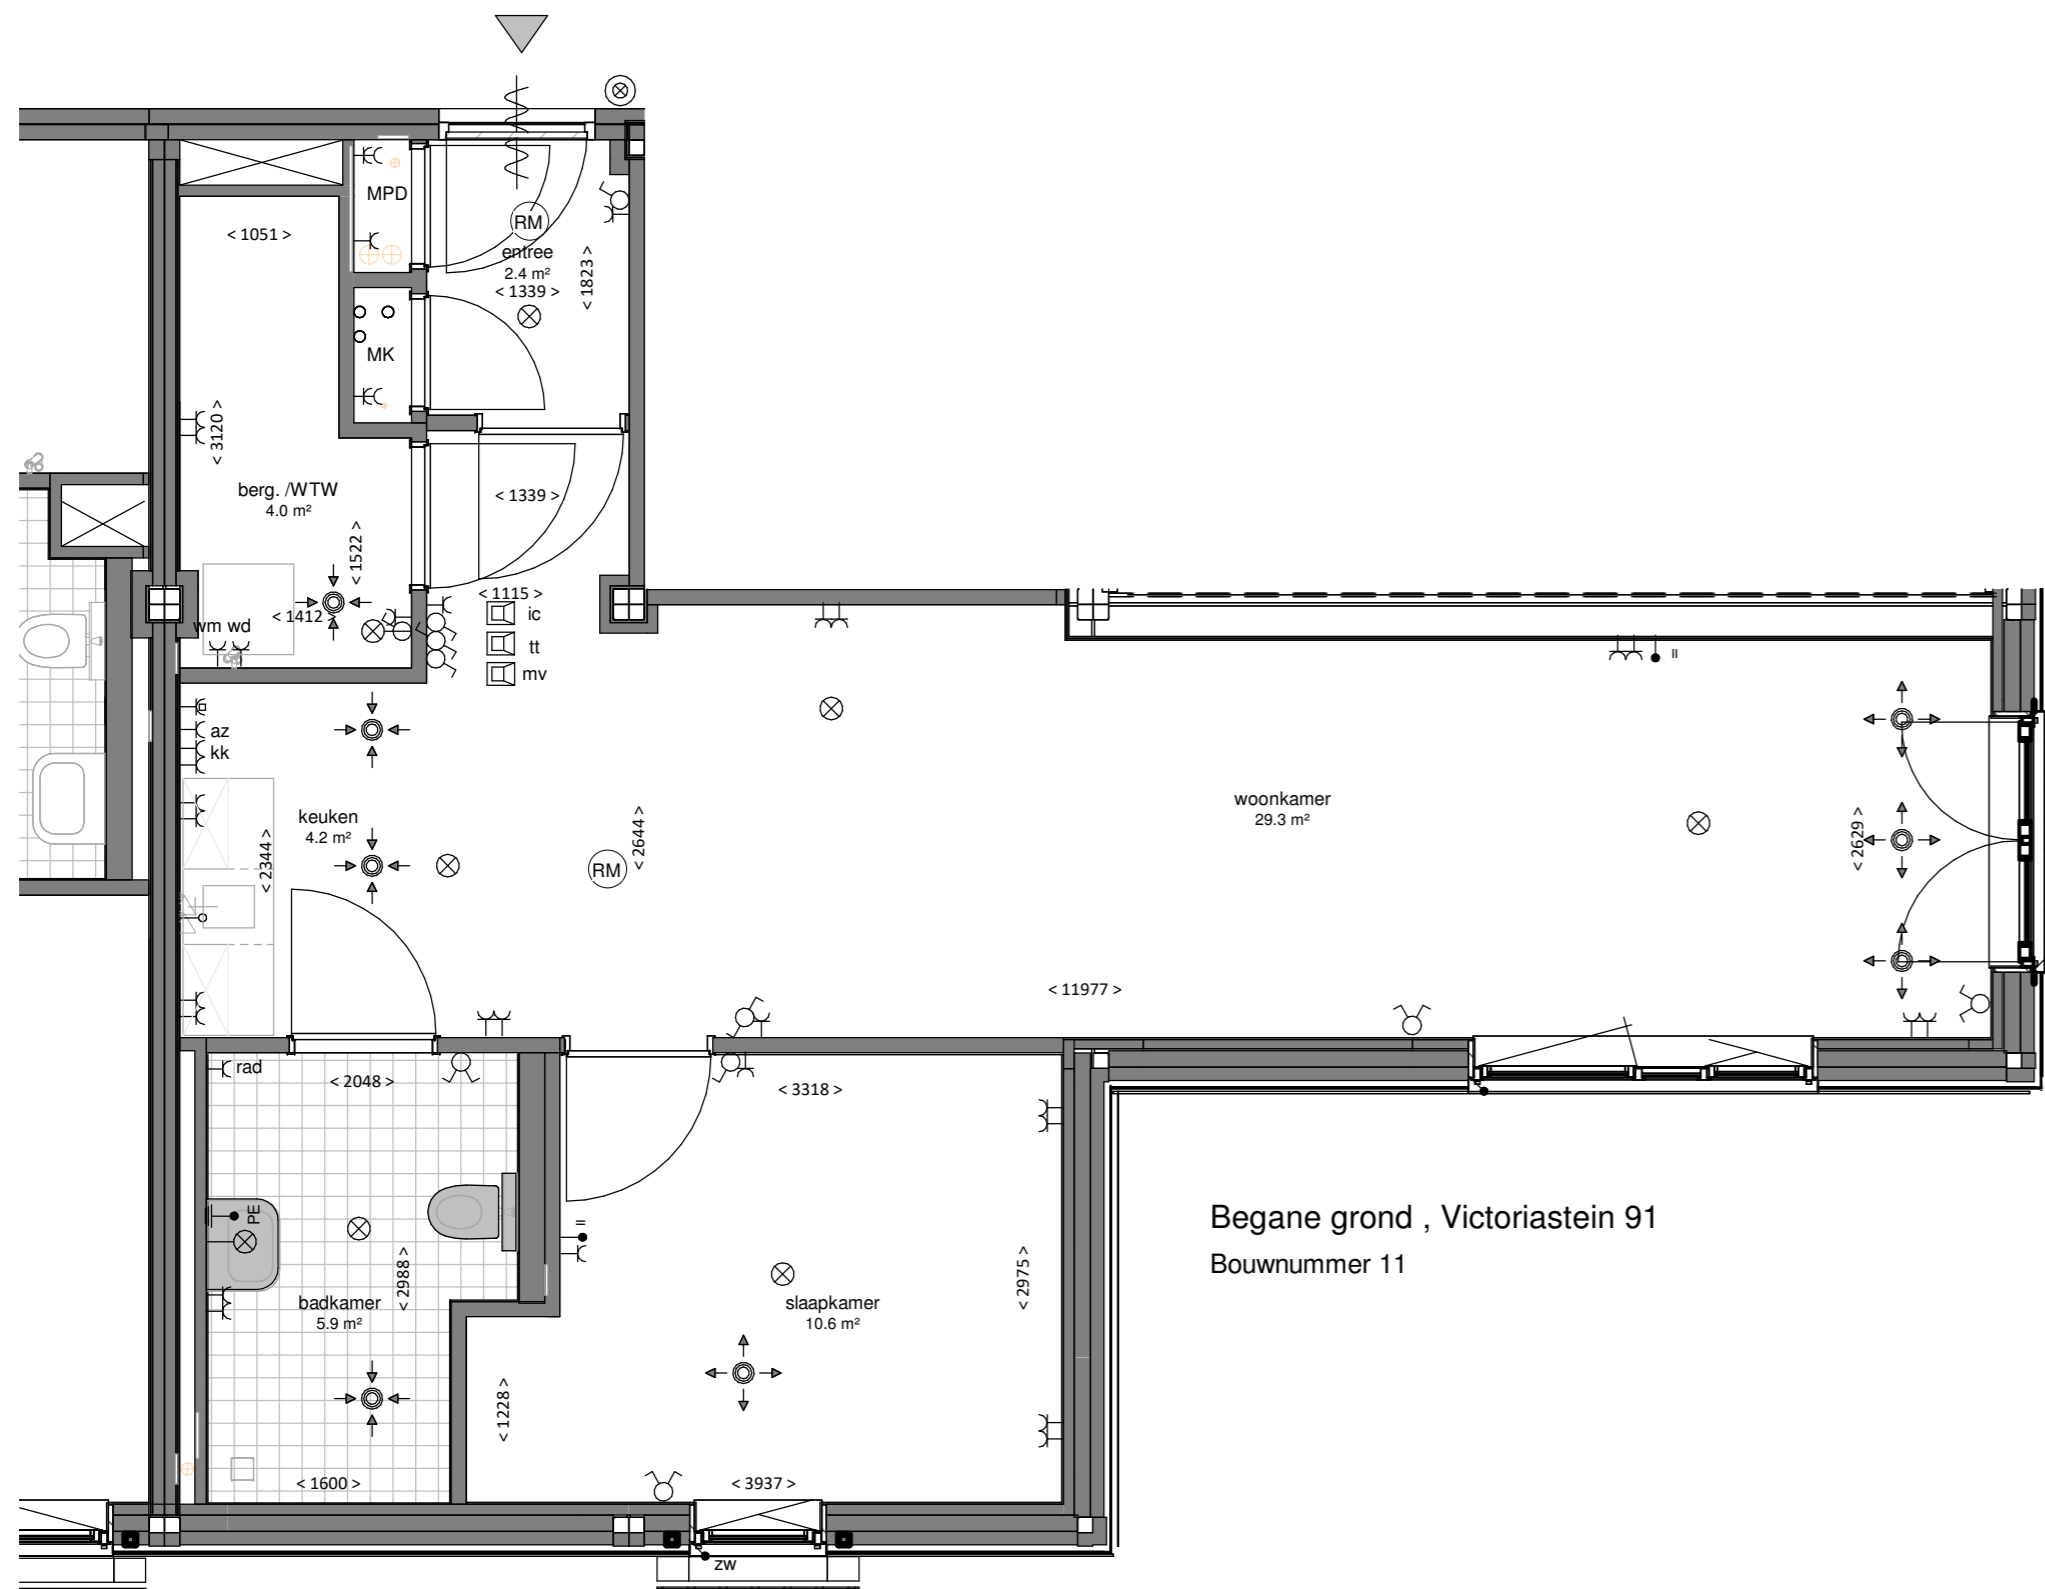 MPD
< 1051 >
RM
entree
2.4 m²
< 1339 >
< 1823 >
MK
< 3120 >
berg. /WTW
4.0 m²
< 1339 >
< 1522 >
< 1115 >
< 1412 >
wm wd
ic
tt
mv
II
az
kk
keuken
4.2 m²
< 2344 >
RM
< 2644 >
woonkamer
29.3 m²
< 2629 >
< 11977 >
rad
< 2048 >
< 3318 >
PE
II
< 2988 >
badkamer
5.9 m²
slaapkamer
10.6 m²
< 2975 >
Begane grond , Victoriastein 91
Bouwnummer 11
< 1228 >
< 1600 >
< 3937 >
zw